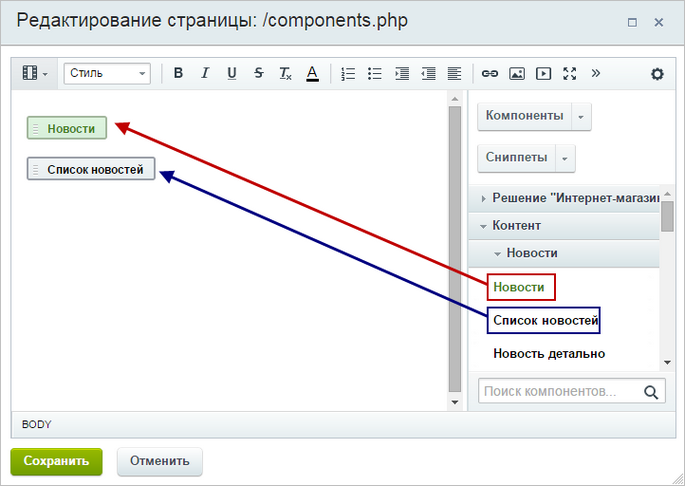 Редактирование страницы: /components.php
Стиль
B I U S Tx A
Новости
Список новостей
Компоненты
Сниппеты
Решение "Интернет-магазин
Контент
Новости
Новости
Список новостей
Новость детально
Поиск компонентов...
BODY
Сохранить
Отменить